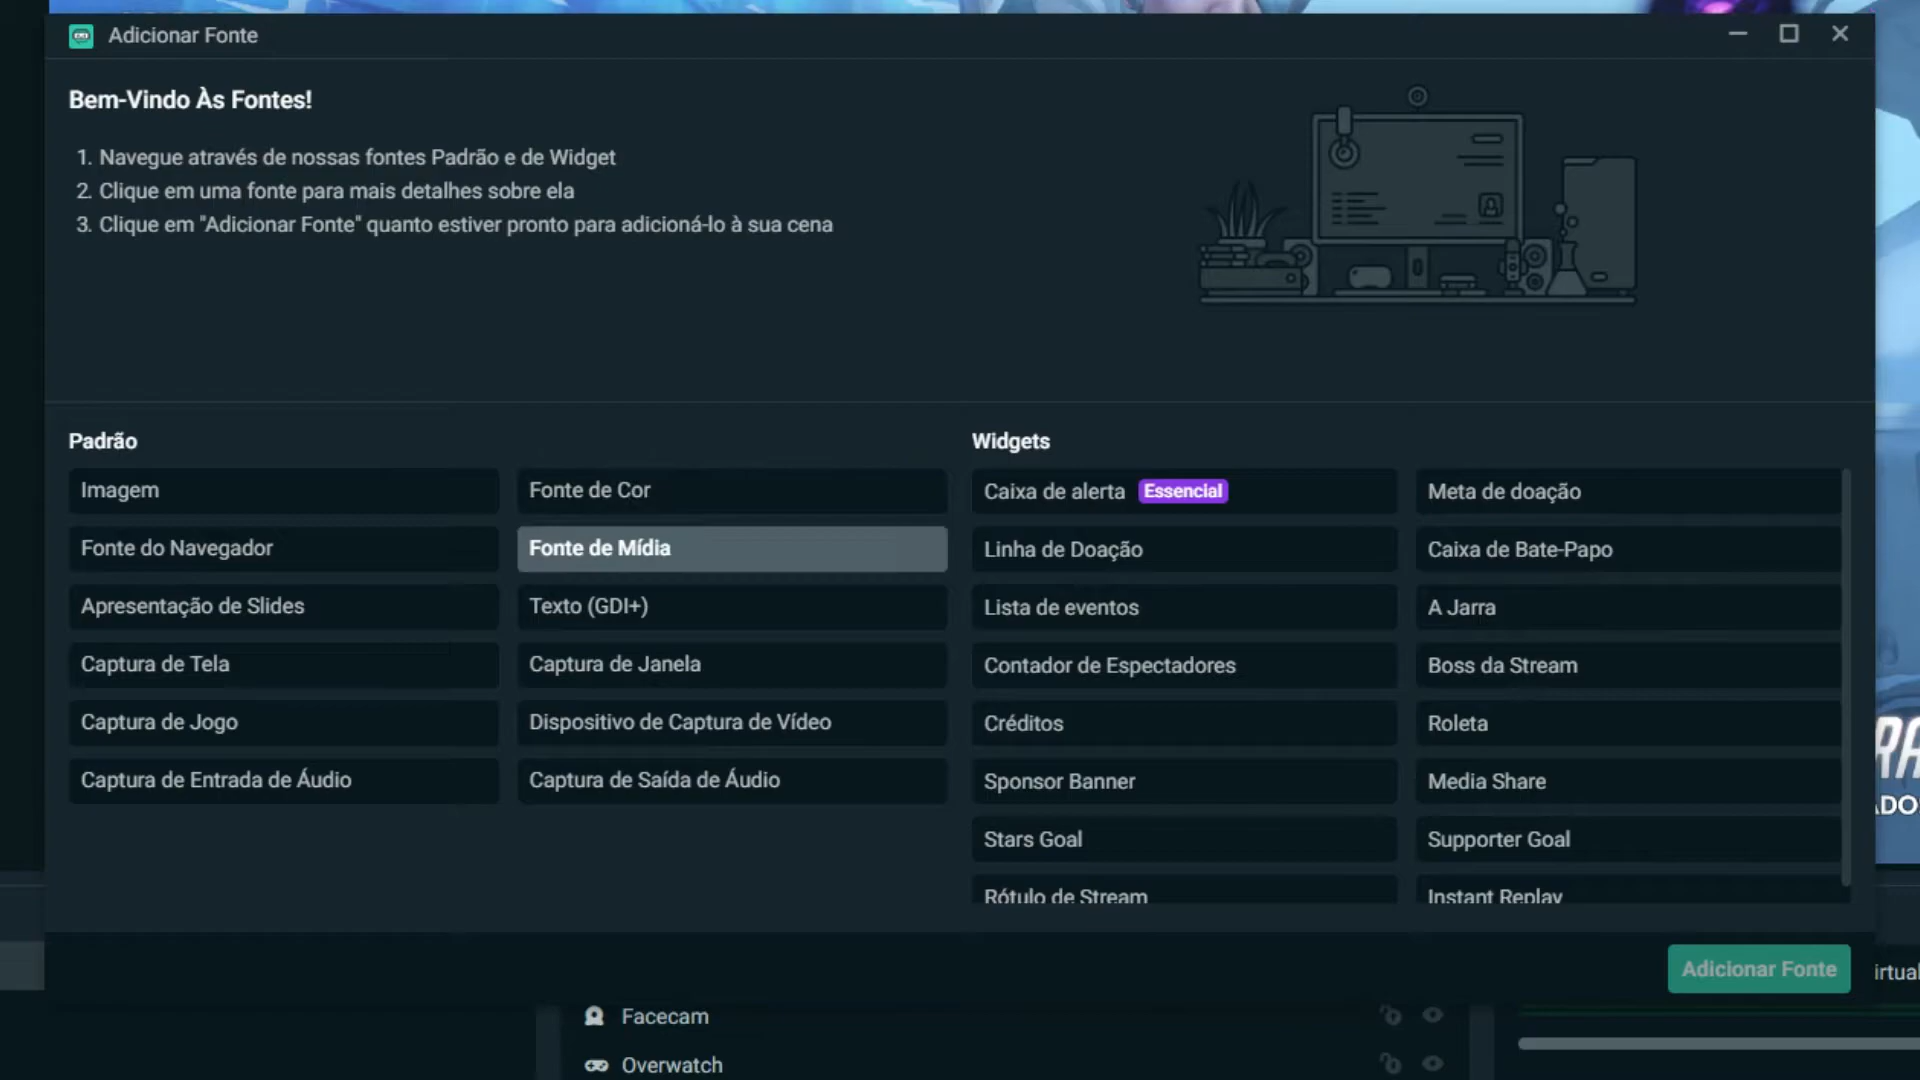 Adicionar Fonte
Bem-Vindo Às Fontes!
1. Navegue através de nossas fontes Padrão e de Widget
2. Clique em uma fonte para mais detalhes sobre ela
3. Clique em "Adicionar Fonte" quanto estiver pronto para adicioná-lo à sua cena
Padrão
Imagem
Fonte de Cor
Fonte do Navegador
Fonte de Mídia
Apresentação de Slides
Texto (GDI+)
Captura de Tela
Captura de Janela
Captura de Jogo
Dispositivo de Captura de Vídeo
Captura de Entrada de Áudio
Captura de Saída de Áudio
Widgets
Caixa de alerta Essencial
Meta de doação
Linha de Doação
Caixa de Bate-Papo
Lista de eventos
A Jarra
Contador de Espectadores
Boss da Stream
Créditos
Roleta
Sponsor Banner
Media Share
Stars Goal
Supporter Goal
Rótulo de Stream
Instant Replay
Adicionar Fonte
Facecam
Overwatch